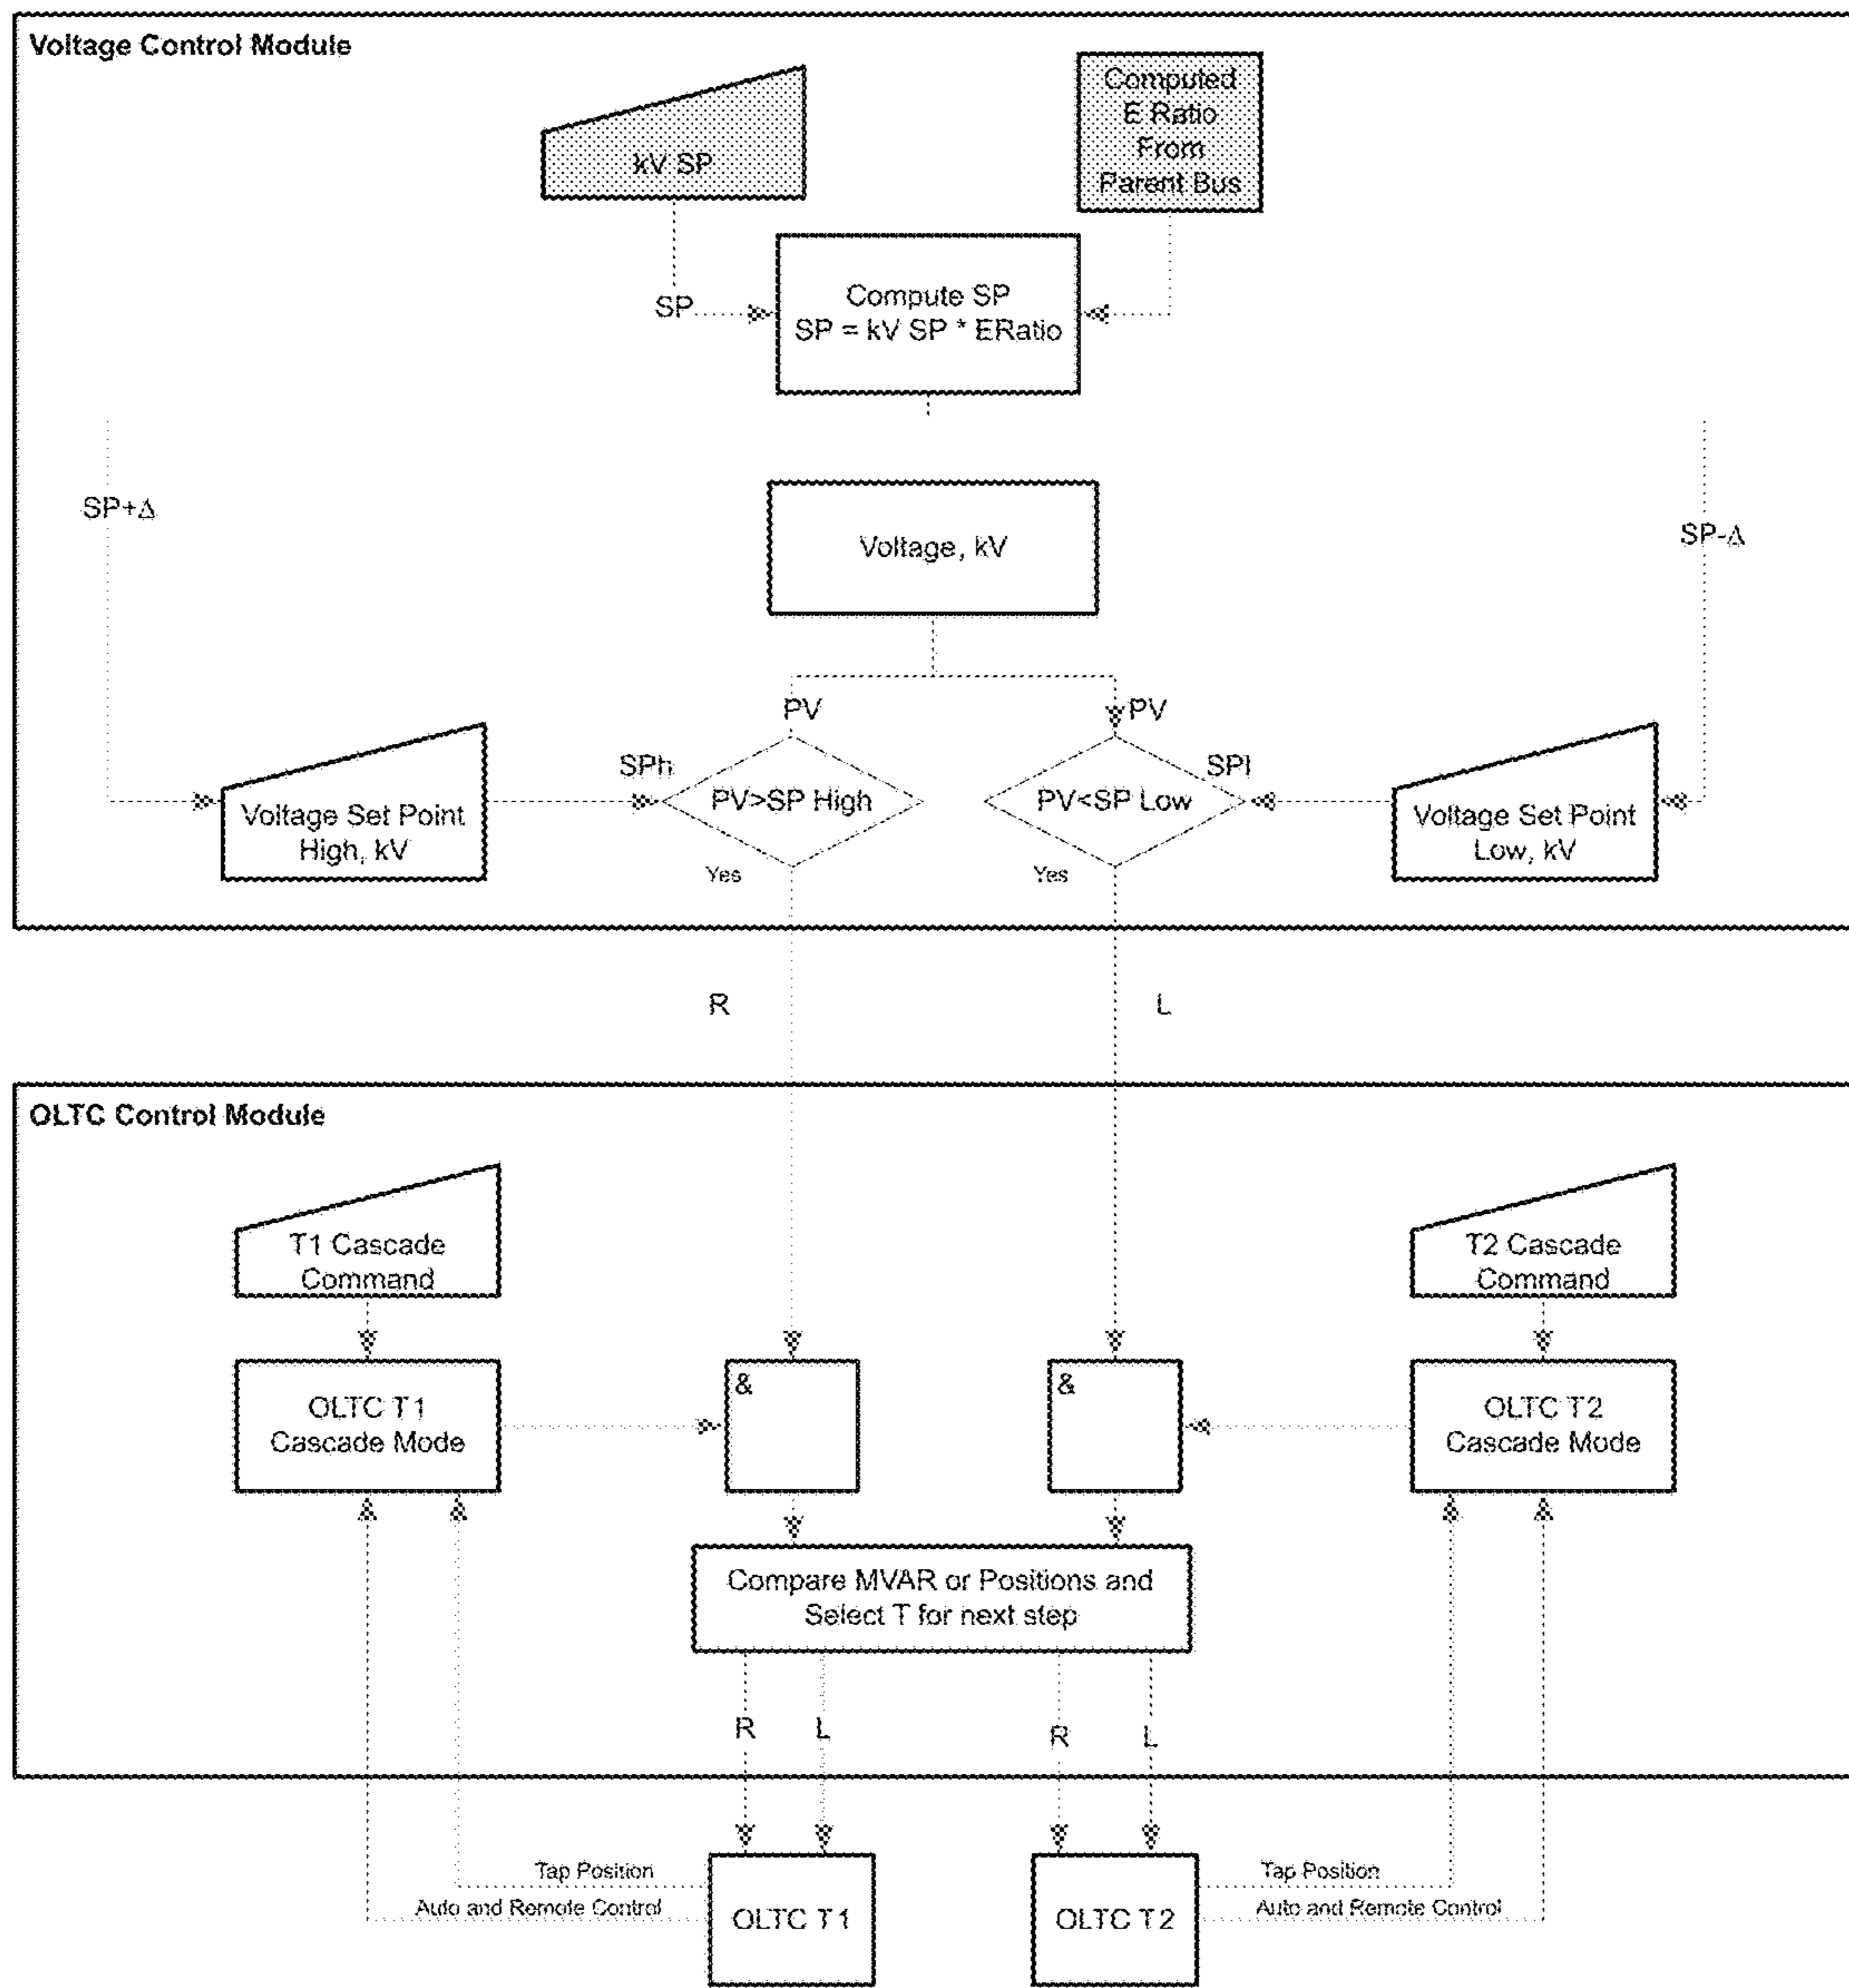 Voltage Control Module
kV SP
Computed
E Ratio
From
Parent Bus
SP
Compute SP
SP = kV SP * ERatio
SP+Δ
Voltage, kV
SP-Δ
PV
PV
SPh
SPl
PV>SP High
PV<SP Low
Voltage Set Point
High, kV
Voltage Set Point
Low, kV
Yes
Yes
R
L
OLTC Control Module
T1 Cascade
Command
T2 Cascade
Command
OLTC T1
Cascade Mode
&
&
OLTC T2
Cascade Mode
Compare MVAR or Positions and
Select T for next step
R
L
R
L
Tap Position
Auto and Remote Control
OLTC T1
OLTC T2
Tap Position
Auto and Remote Control